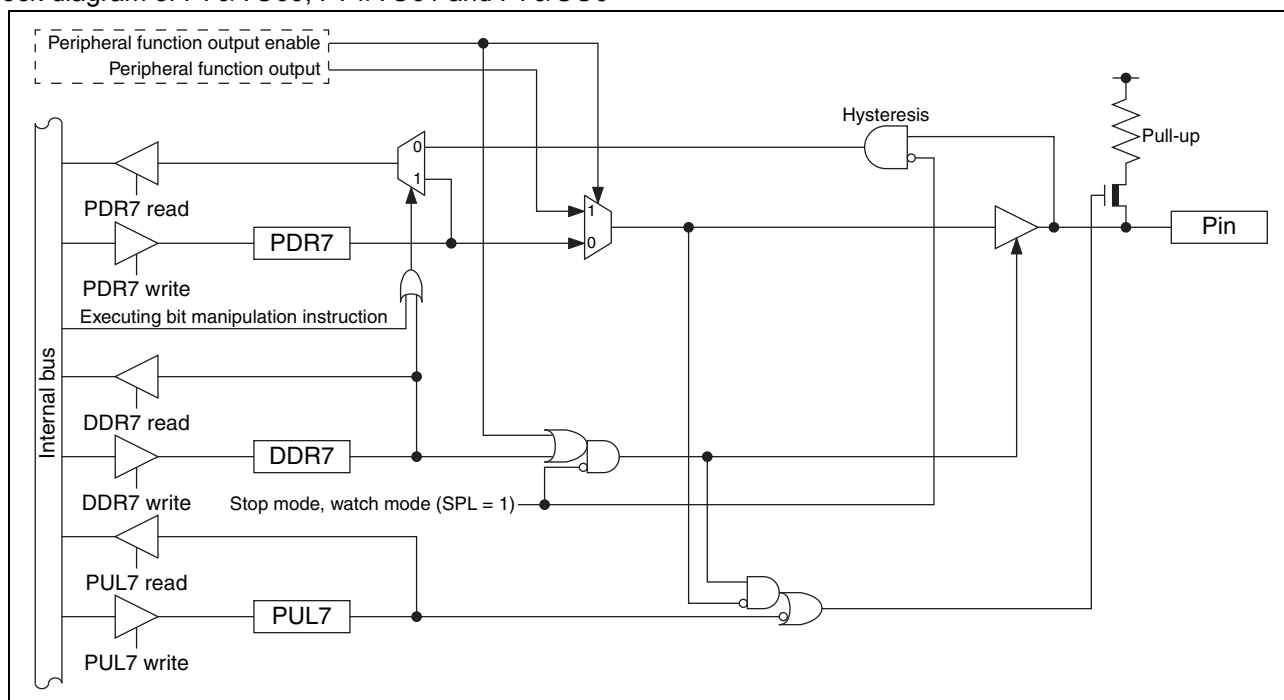 Peripheral function output enable
Peripheral function output
Hysteresis
Pull-up
0
1
PDR7 read
1
0
PDR7
Pin
PDR7 write
Executing bit manipulation instruction
Internal bus
DDR7 read
DDR7
DDR7 write
Stop mode, watch mode (SPL = 1)
PUL7 read
PUL7
PUL7 write